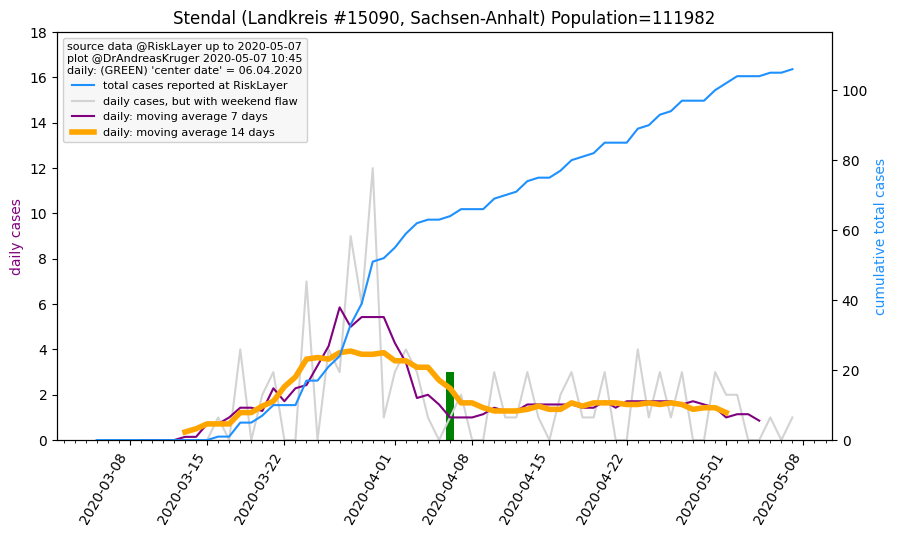 Stendal (Landkreis #15090, Sachsen-Anhalt) Population=111982
source data @RiskLayer up to 2020-05-07
plot @DrAndreasKruger 2020-05-07 10:45
daily: (GREEN) 'center date' = 06.04.2020
total cases reported at RiskLayer
daily cases, but with weekend flaw
daily: moving average 7 days
daily: moving average 14 days
daily cases
18
16
14
12
10
8
6
4
2
0
cumulative total cases
100
80
60
40
20
0
2020-03-08
2020-03-15
2020-03-22
2020-04-01
2020-04-08
2020-04-15
2020-04-22
2020-05-01
2020-05-08